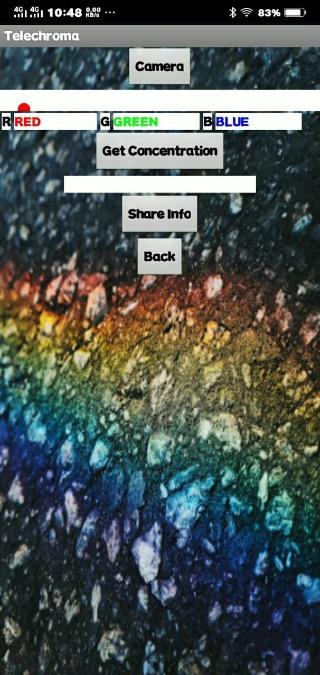 4G 4G 10:48 0.00 KB/s ... 83%
Telechroma
Camera
R RED G GREEN B BLUE
Get Concentration
Share Info
Back